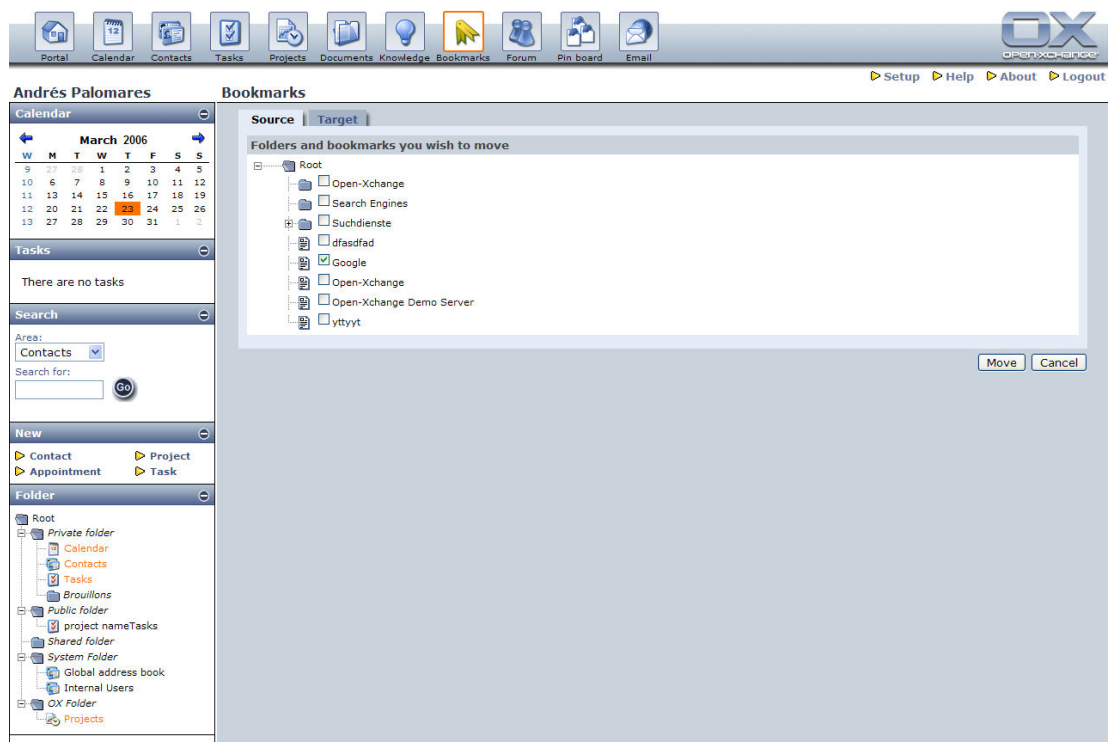 12
Portal Calendar Contacts Tasks Projects Documents Knowledge Bookmarks Forum Pin board Email
OX
OPEN-XCHANGE
Setup Help About Logout
Andrés Palomares
Bookmarks
Calendar
March 2006
W M T W T F S S
9 27 28 1 2 3 4 5
10 6 7 8 9 10 11 12
11 13 14 15 16 17 18 19
12 20 21 22 23 24 25 26
13 27 28 29 30 31 1 2
Tasks
There are no tasks
Search
Area:
Contacts
Search for:
Go
New
Contact Project
Appointment Task
Folder
Root
Private folder
Calendar
Contacts
Tasks
Brouillons
Public folder
project nameTasks
Shared folder
System Folder
Global address book
Internal Users
OX Folder
Projects
Source Target
Folders and bookmarks you wish to move
Root
Open-Xchange
Search Engines
Suchdienste
dfasdfad
Google
Open-Xchange
Open-Xchange Demo Server
yttyyt
Move Cancel